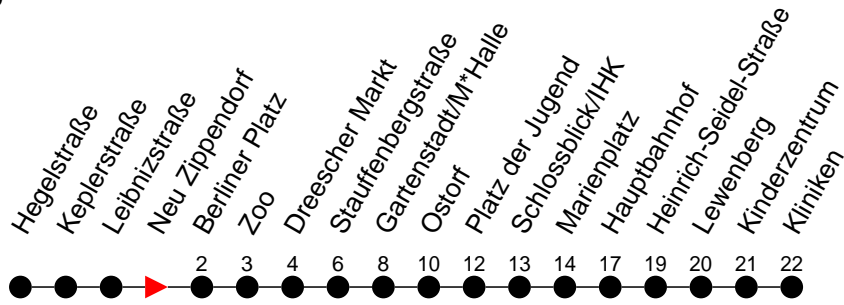 Hegelstraße
Keplerstraße
Leibnizstraße
Neu Zippendorf
Berliner Platz
Zoo
Dreescher Markt
Stauffenbergstraße
Gartenstadt/M*Halle
Ostorf
Platz der Jugend
Schlossblick/IHK
Marienplatz
Hauptbahnhof
Heinrich-Seidel-Straße
Lewenberg
Kinderzentrum
Kliniken
2 3 4 6 8 10 12 13 14 17 19 20 21 22